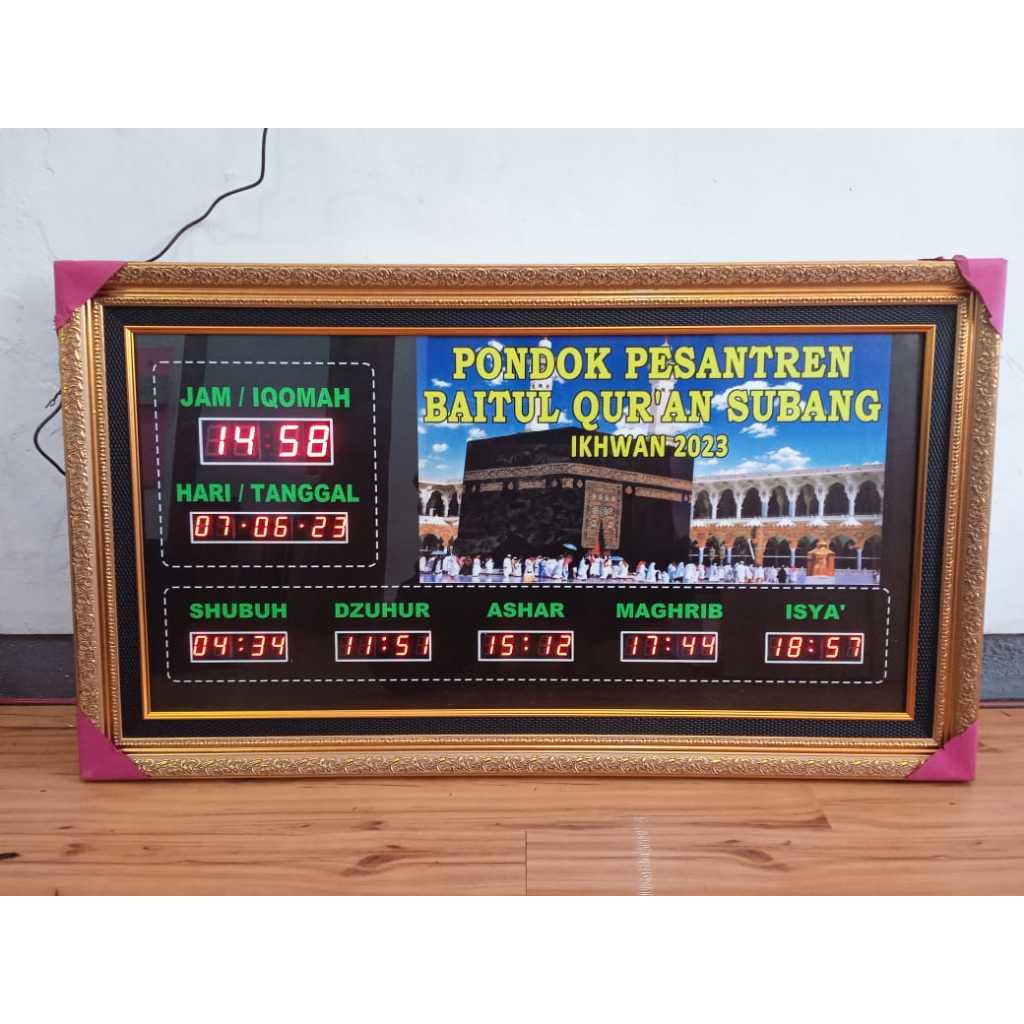 PONDOK PESANTREN
BAITUL QUR'AN SUBANG
IKHWAN 2023
JAM / IQOMAH
14 58
HARI / TANGGAL
07-06-23
SHUBUH DZUHUR ASHAR MAGHRIB ISYA'
04:34 11:51 15:12 17:44 18:57